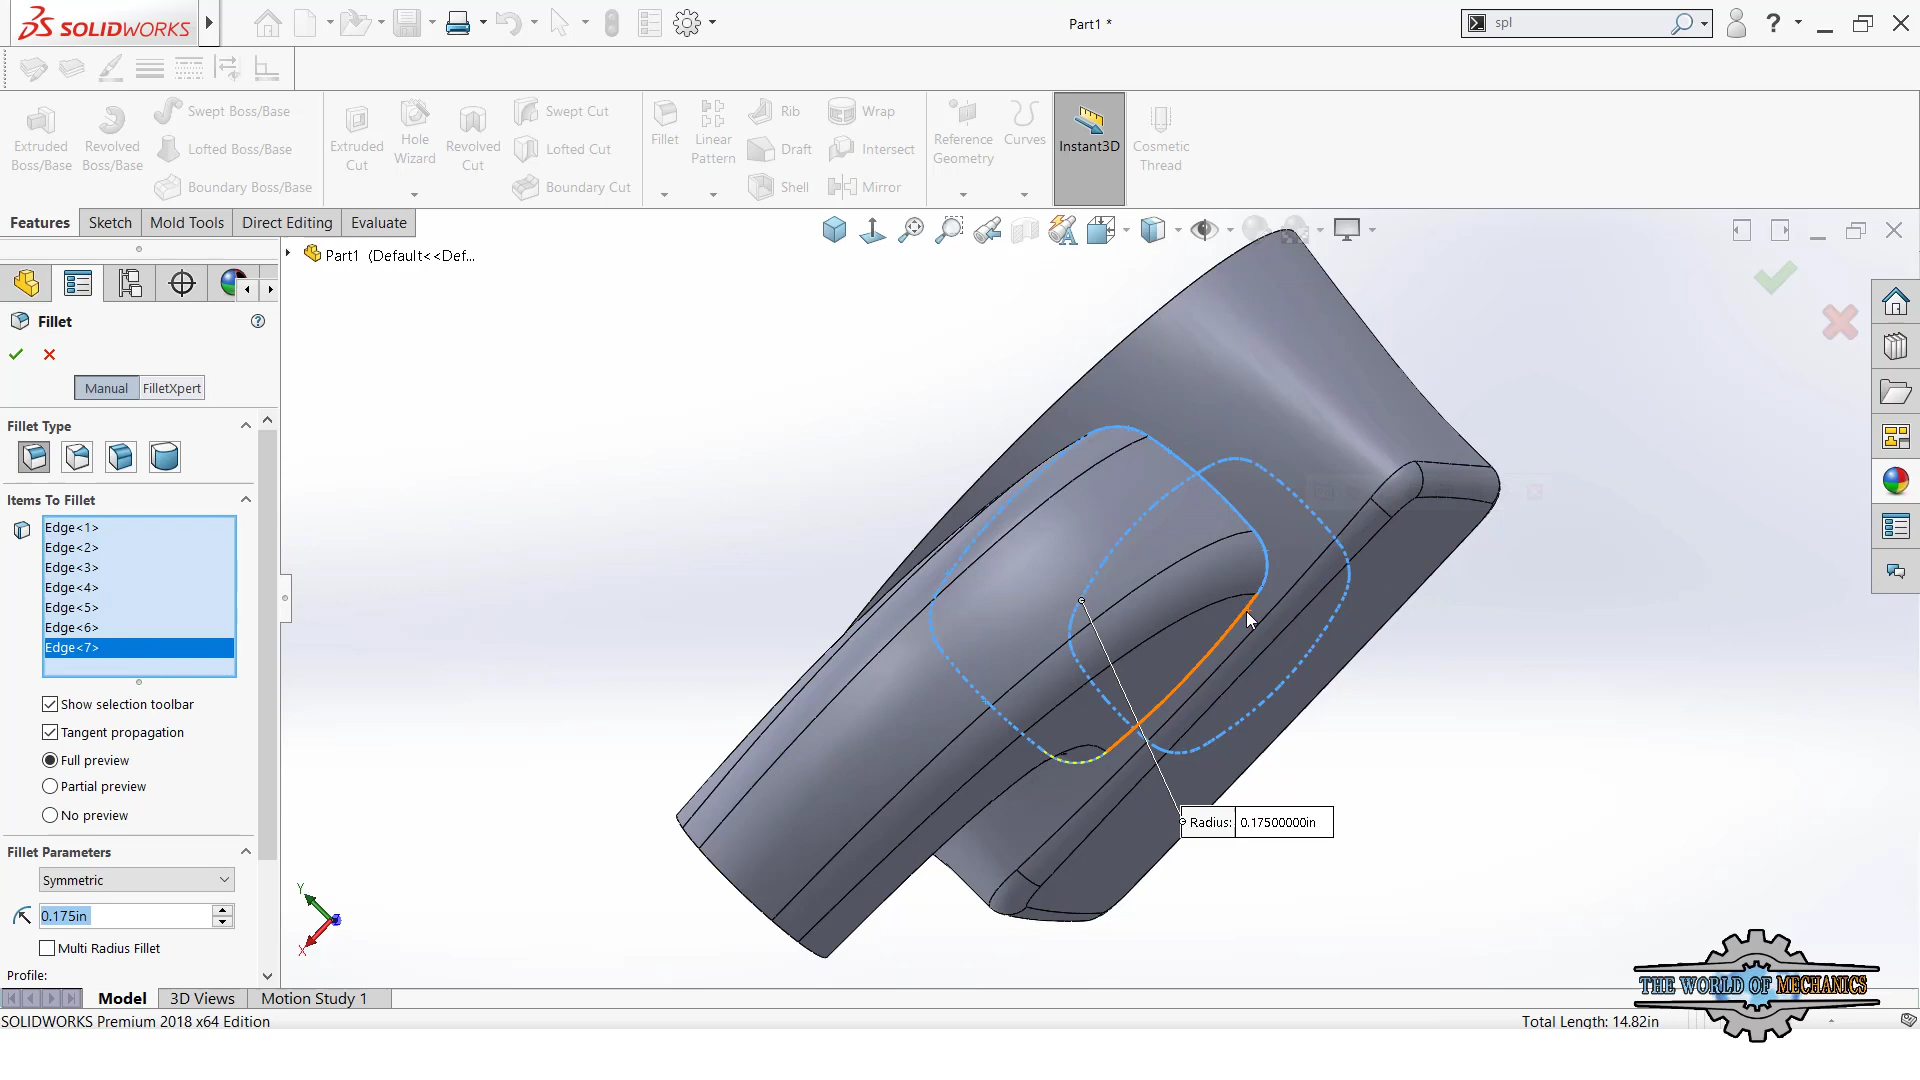 SOLIDWORKS
Part1 *
spl
?
Extruded Boss/Base
Revolved Boss/Base
Swept Boss/Base
Lofted Boss/Base
Boundary Boss/Base
Extruded Cut
Hole Wizard
Revolved Cut
Swept Cut
Lofted Cut
Boundary Cut
Fillet
Linear Pattern
Rib
Draft
Shell
Wrap
Intersect
Mirror
Reference Geometry
Curves
Instant3D
Cosmetic Thread
Features
Sketch
Mold Tools
Direct Editing
Evaluate
Part1 (Default<<Def...
Fillet
Manual
FilletXpert
Fillet Type
Items To Fillet
Edge<1>
Edge<2>
Edge<3>
Edge<4>
Edge<5>
Edge<6>
Edge<7>
Show selection toolbar
Tangent propagation
Full preview
Partial preview
No preview
Fillet Parameters
Symmetric
0.175in
Multi Radius Fillet
Profile:
Radius: 0.17500000in
Y
X
THE WORLD OF MECHANICS
Model
3D Views
Motion Study 1
SOLIDWORKS Premium 2018 x64 Edition
Total Length: 14.82in